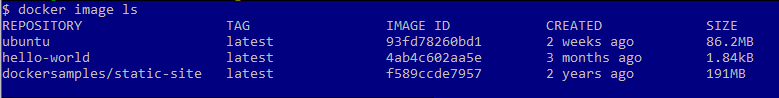 $ docker image ls
REPOSITORY TAG IMAGE ID CREATED SIZE
ubuntu latest 93fd78260bd1 2 weeks ago 86.2MB
hello-world latest 4ab4c602aa5e 3 months ago 1.84kB
dockersamples/static-site latest f589ccde7957 2 years ago 191MB